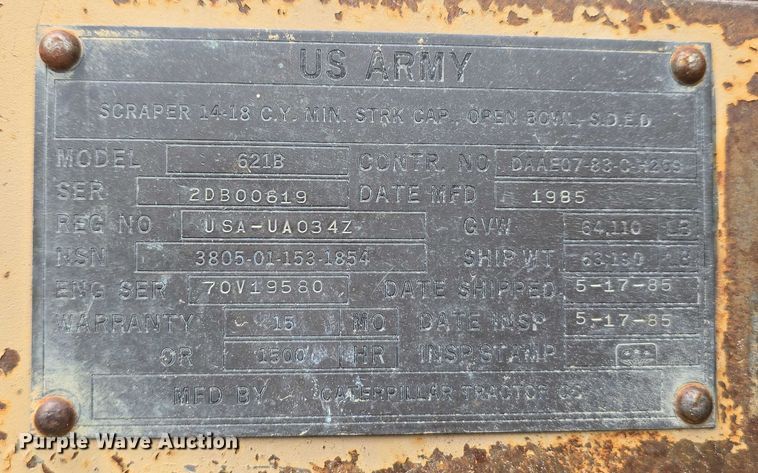 US ARMY
SCRAPER 14-18 C.Y. MIN. STRK CAP., OPEN BOWL, S.D.E.D
MODEL 621B CONTR. NO DAAE07-83-C-H259
SER 2DB00619 DATE MFD 1985
REG NO USA-UA034Z GVW 64,110 LB
NSN 3805-01-153-1854 SHIP WT 63,130 LB
ENG SER 70V19580 DATE SHIPPED 5-17-85
WARRANTY 15 MO DATE INSP 5-17-85
OR 1500 HR INSP. STAMP
MFD BY CATERPILLAR TRACTOR CO.
Purple Wave Auction